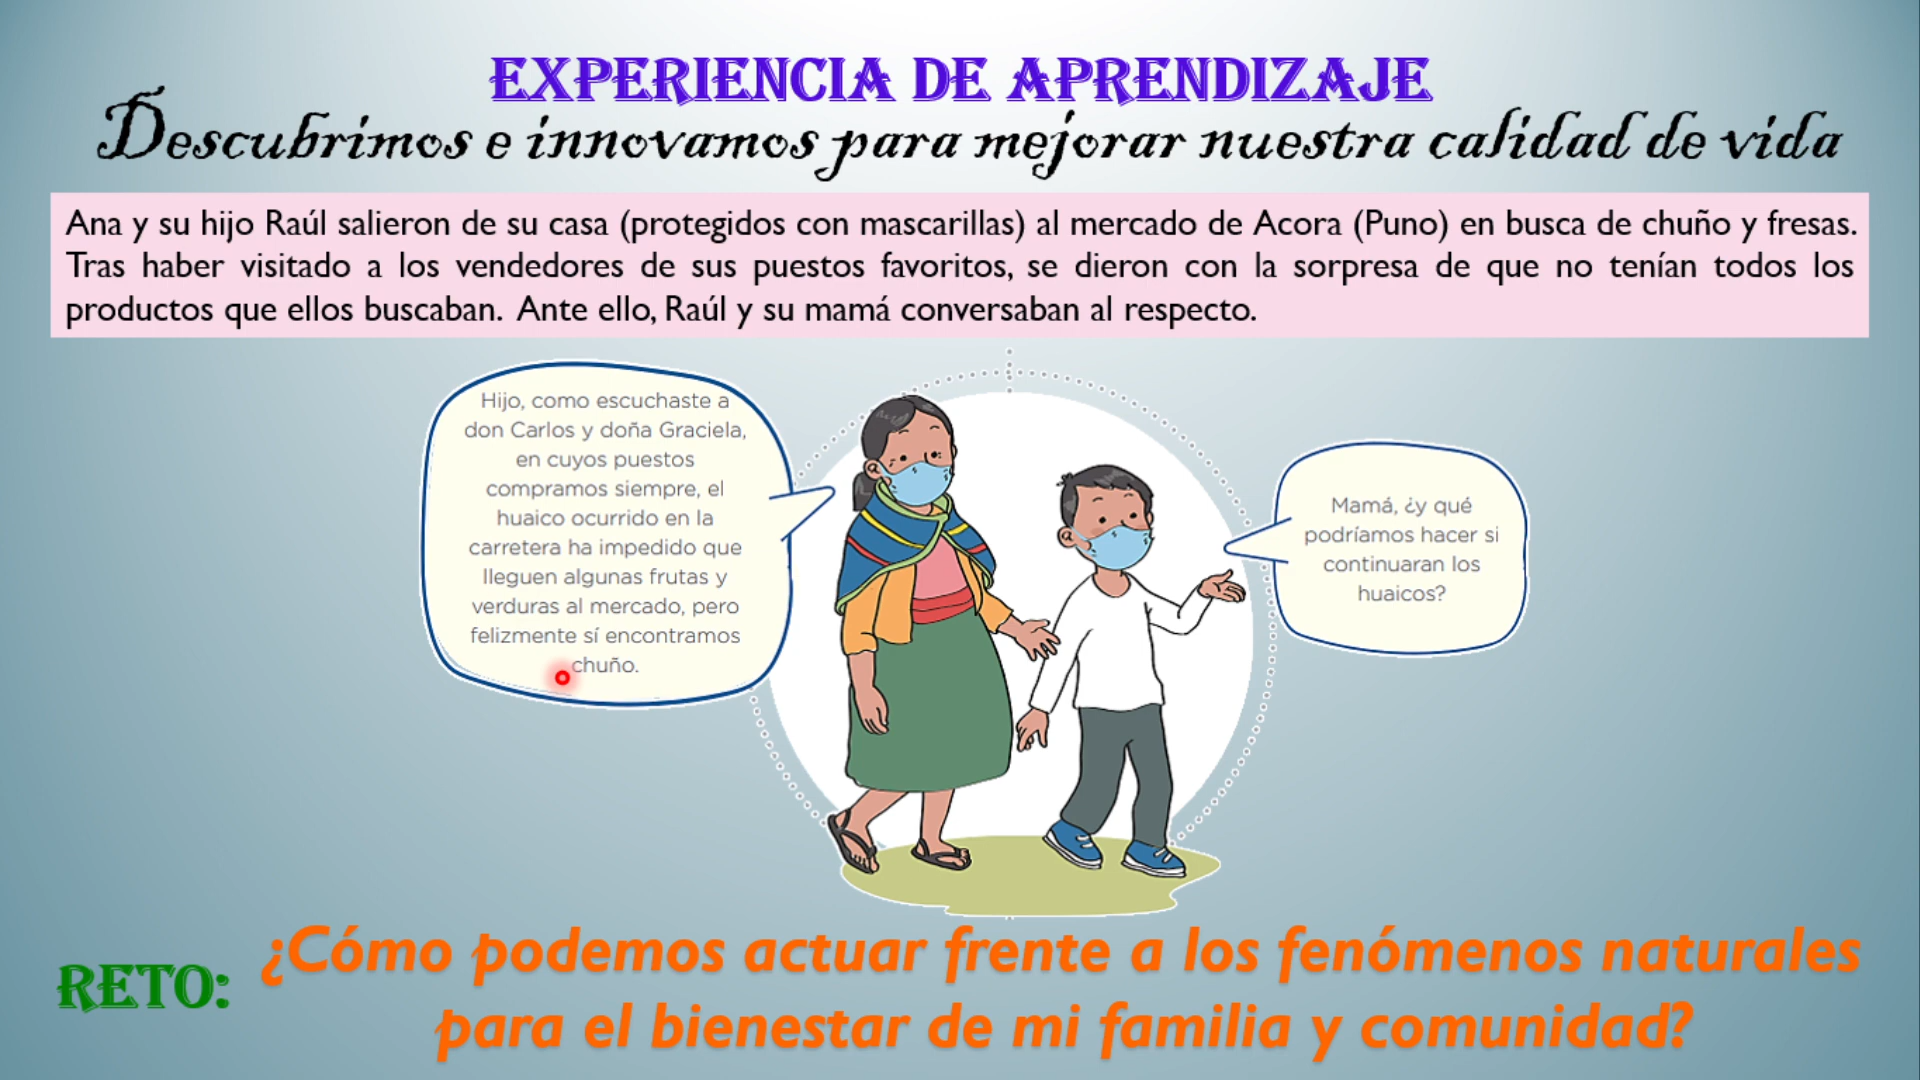 EXPERIENCIA DE APRENDIZAJE
Descubrimos e innovamos para mejorar nuestra calidad de vida
Ana y su hijo Raúl salieron de su casa (protegidos con mascarillas) al mercado de Acora (Puno) en busca de chuño y fresas.
Tras haber visitado a los vendedores de sus puestos favoritos, se dieron con la sorpresa de que no tenían todos los
productos que ellos buscaban. Ante ello, Raúl y su mamá conversaban al respecto.
Hijo, como escuchaste a
don Carlos y doña Graciela,
en cuyos puestos
compramos siempre, el
huaico ocurrido en la
carretera ha impedido que
lleguen algunas frutas y
verduras al mercado, pero
felizmente sí encontramos
chuño.
Mamá, ¿y qué
podríamos hacer si
continuaran los
huaicos?
RETO:
¿Cómo podemos actuar frente a los fenómenos naturales
para el bienestar de mi familia y comunidad?